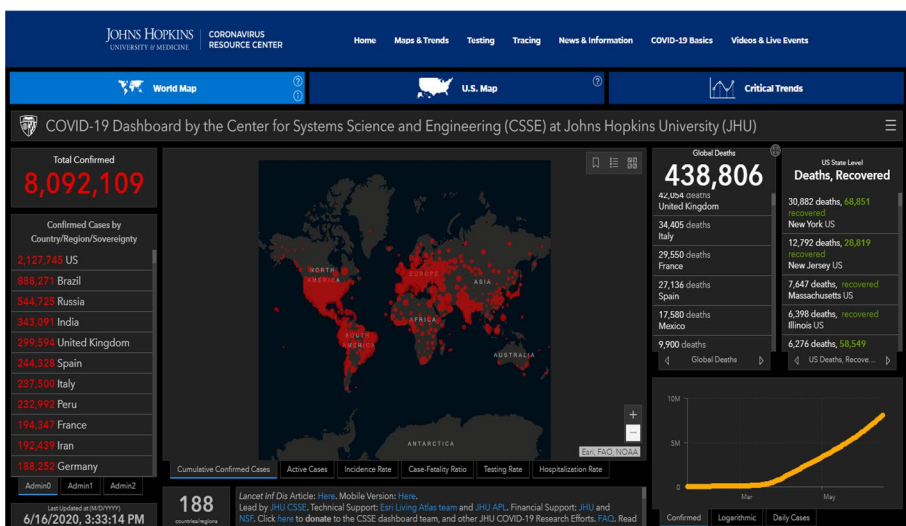 JOHNS HOPKINS
UNIVERSITY & MEDICINE
CORONAVIRUS
RESOURCE CENTER
Home
Maps & Trends
Testing
Tracing
News & Information
COVID-19 Basics
Videos & Live Events
World Map
U.S. Map
Critical Trends
COVID-19 Dashboard by the Center for Systems Science and Engineering (CSSE) at Johns Hopkins University (JHU)
Total Confirmed
8,092,109
Confirmed Cases by
Country/Region/Sovereignty
2,127,745 US
888,271 Brazil
544,725 Russia
343,091 India
299,594 United Kingdom
244,328 Spain
237,500 Italy
232,992 Peru
194,347 France
192,439 Iran
188,252 Germany
Admin0
Admin1
Admin2
Last Updated at (M/D/YYYY)
6/16/2020, 3:33:14 PM
NORTH
AMERICA
EUROPE
ASIA
AFRICA
SOUTH
AMERICA
AUSTRALIA
ANTARCTICA
+
−
Esri, FAO, NOAA
Cumulative Confirmed Cases
Active Cases
Incidence Rate
Case-Fatality Ratio
Testing Rate
Hospitalization Rate
188
countries/regions
Lancet Inf Dis Article: Here. Mobile Version: Here.
Lead by JHU CSSE. Technical Support: Esri Living Atlas team and JHU APL. Financial Support: JHU and
NSF. Click here to donate to the CSSE dashboard team, and other JHU COVID-19 Research Efforts. FAQ. Read
Global Deaths
438,806
42,054 deaths
United Kingdom
34,405 deaths
Italy
29,550 deaths
France
27,136 deaths
Spain
17,580 deaths
Mexico
9,900 deaths
Global Deaths
US State Level
Deaths, Recovered
30,882 deaths, 68,851
recovered
New York US
12,792 deaths, 28,819
recovered
New Jersey US
7,647 deaths, recovered
Massachusetts US
6,398 deaths, recovered
Illinois US
6,276 deaths, 58,549
US Deaths, Recove...
10M
5M
0
Mar
May
Confirmed
Logarithmic
Daily Cases